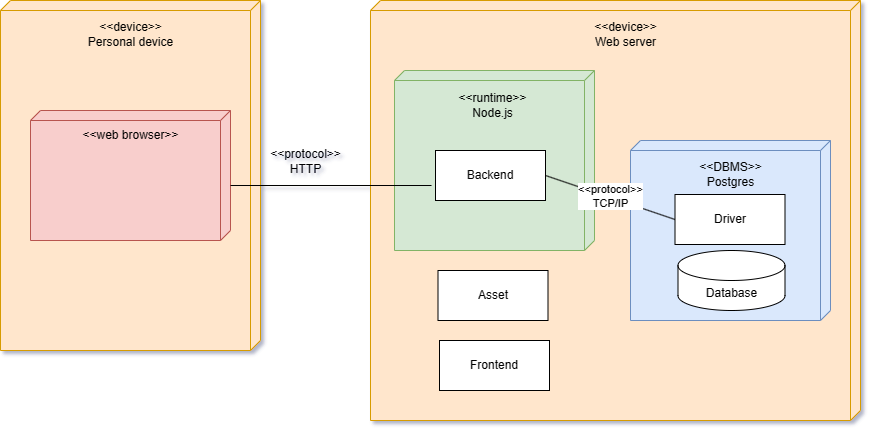 <<device>>
Personal device
<<web browser>>
<<protocol>>
HTTP
<<device>>
Web server
<<runtime>>
Node.js
Backend
<<protocol>>
TCP/IP
<<DBMS>>
Postgres
Driver
Database
Asset
Frontend